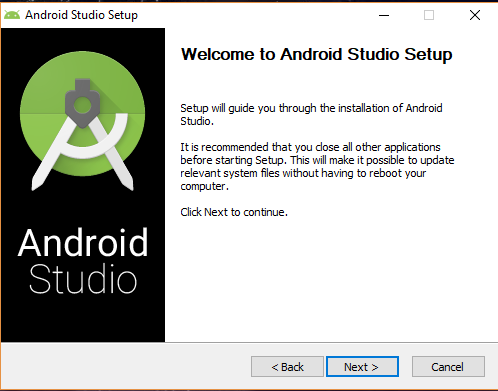 Android Studio Setup
Welcome to Android Studio Setup
Setup will guide you through the installation of Android
Studio.
It is recommended that you close all other applications
before starting Setup. This will make it possible to update
relevant system files without having to reboot your
computer.
Click Next to continue.
Android
Studio
< Back
Next >
Cancel